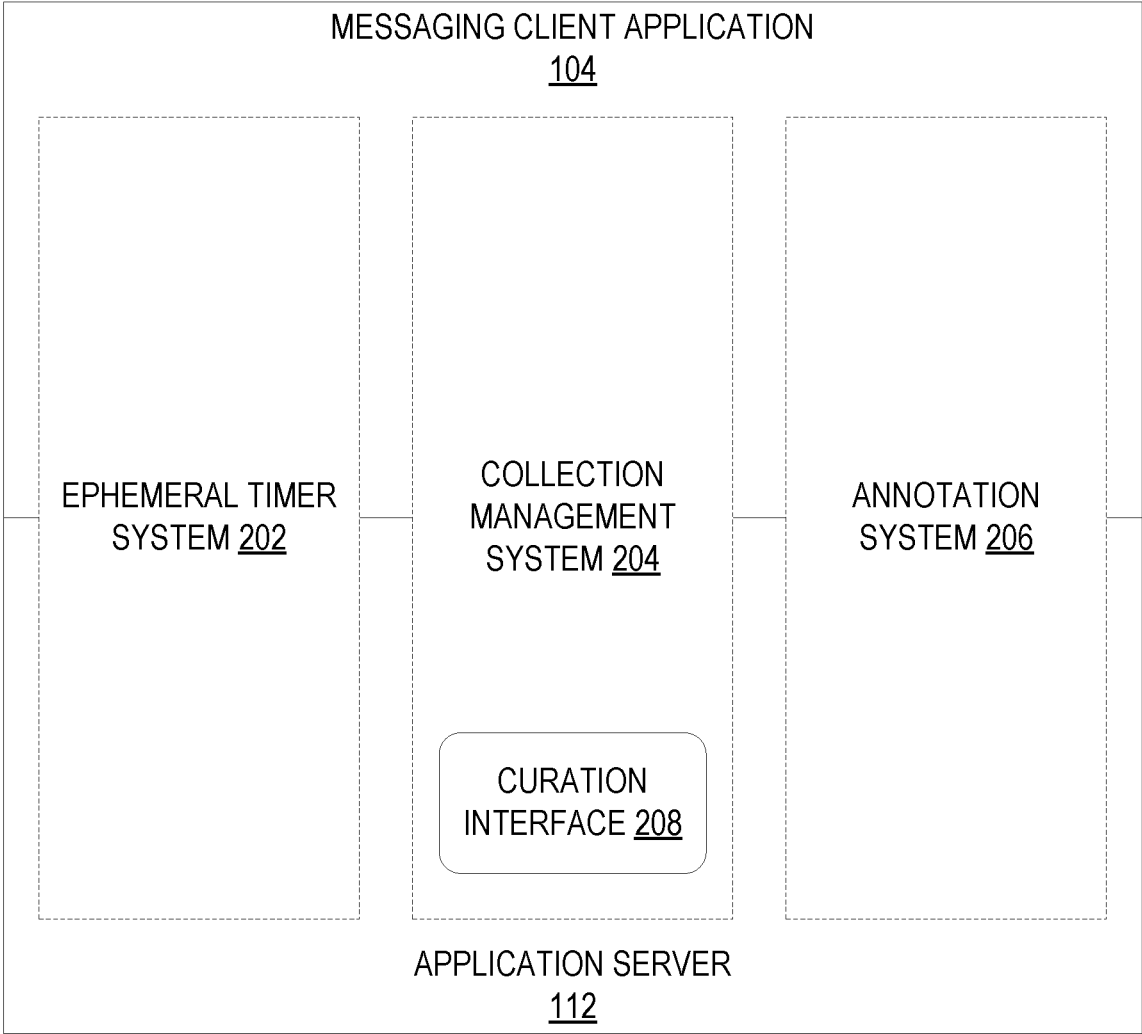 MESSAGING CLIENT APPLICATION
104
EPHEMERAL TIMER
SYSTEM 202
COLLECTION
MANAGEMENT
SYSTEM 204
ANNOTATION
SYSTEM 206
CURATION
INTERFACE 208
APPLICATION SERVER
112